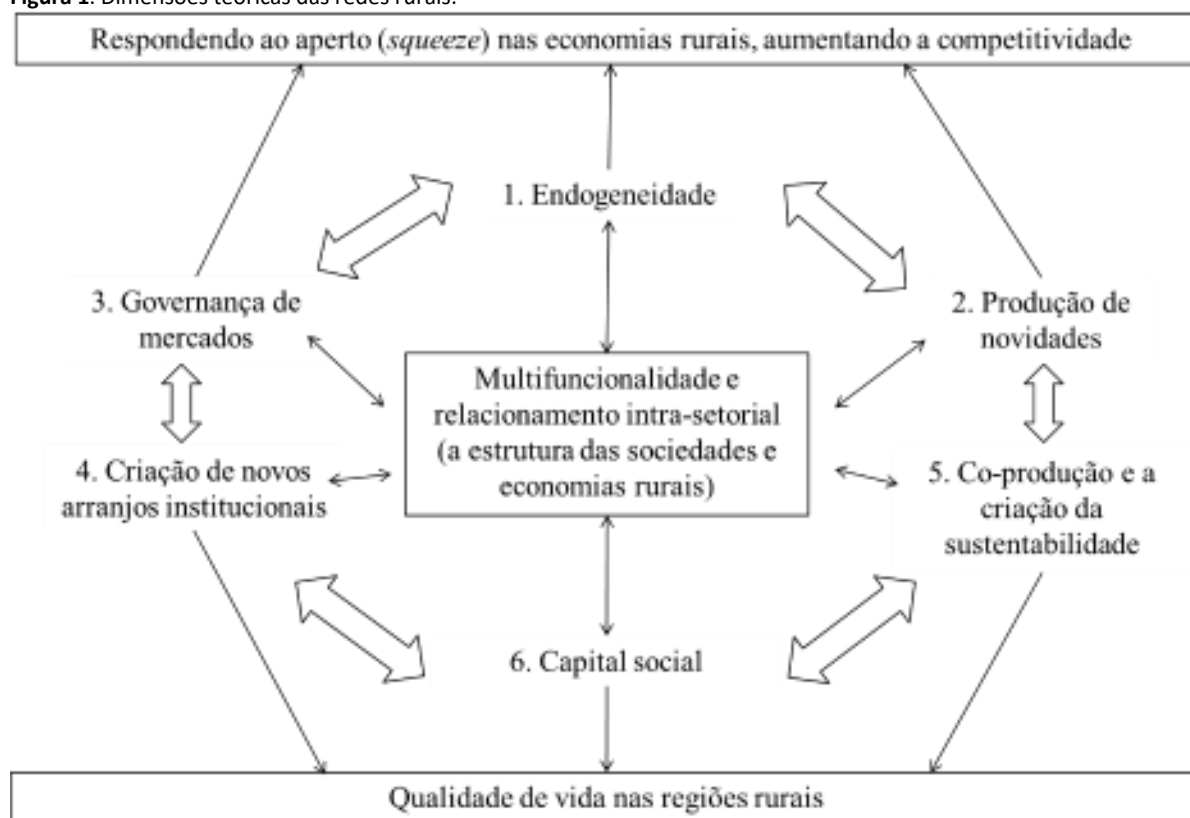 Figura 1. Dimensões teóricas das redes rurais.
Respondendo ao aperto (squeeze) nas economias rurais, aumentando a competitividade
1. Endogeneidade
3. Governança de
mercados
2. Produção de
novidades
Multifuncionalidade e
relacionamento intra-setorial
(a estrutura das sociedades e
economias rurais)
4. Criação de novos
arranjos institucionais
5. Co-produção e a
criação da
sustentabilidade
6. Capital social
Qualidade de vida nas regiões rurais